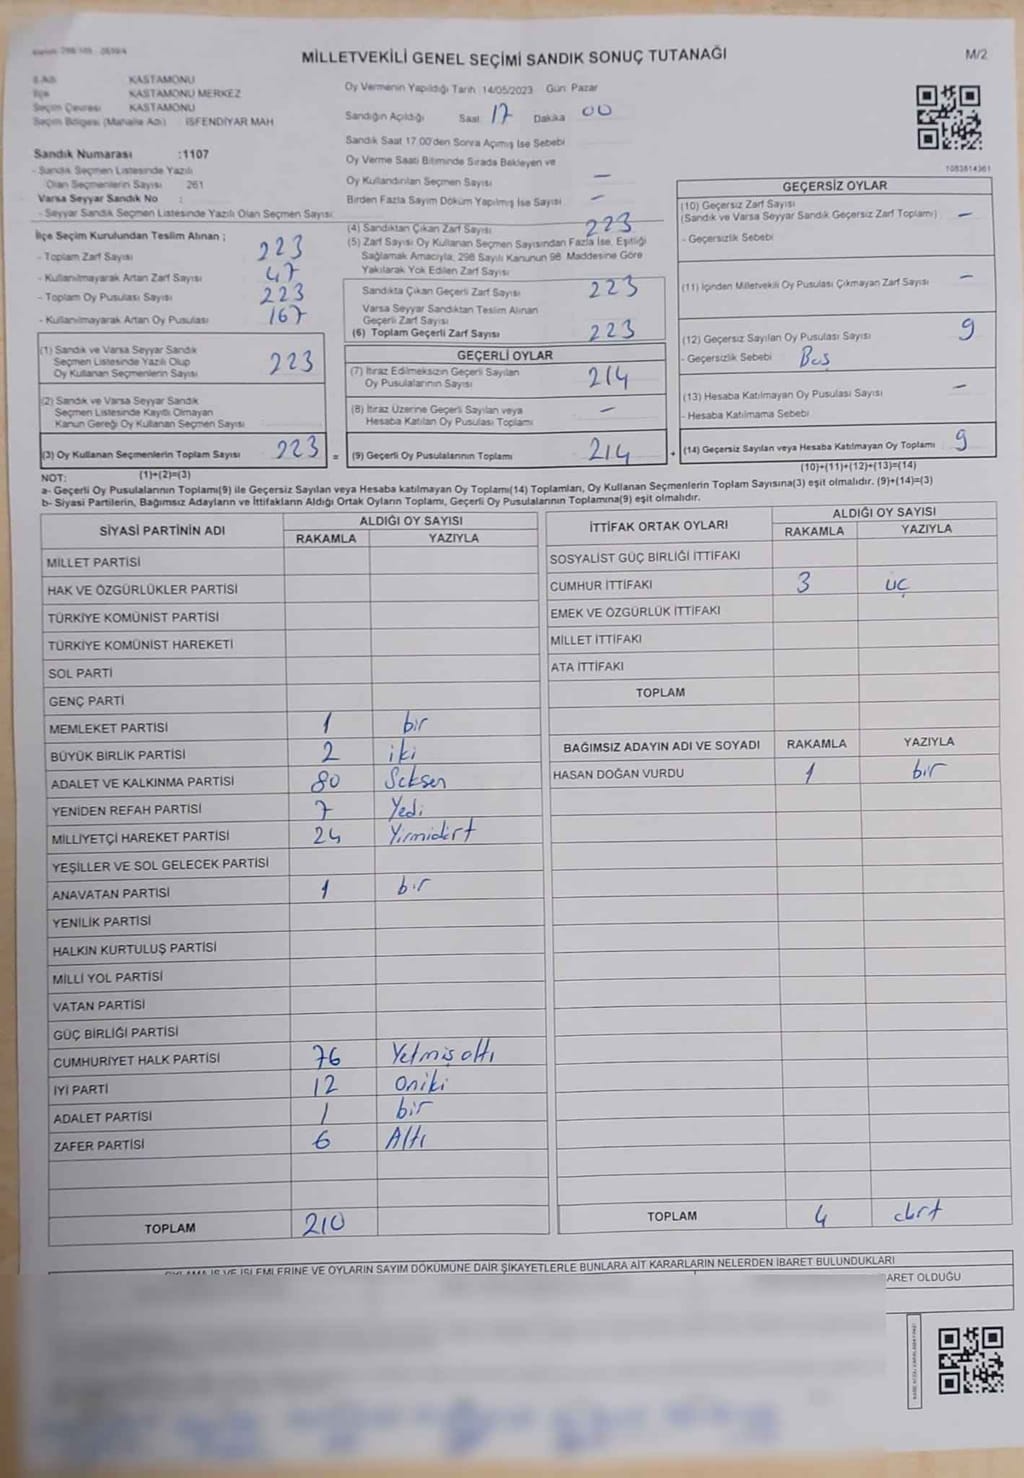 MİLLETVEKİLİ GENEL SEÇİMİ SANDIK SONUÇ TUTANAĞI
M/2
İl Adı KASTAMONU
İlçe KASTAMONU MERKEZ
Seçim Çevresi KASTAMONU
Seçim Bölgesi (Mahalle Adı) İSFENDİYAR MAH
Sandık Numarası :1107
- Sandık Seçmen Listesinde Yazılı
Olan Seçmenlerin Sayısı 261
Varsa Seyyar Sandık No :
- Seyyar Sandık Seçmen Listesinde Yazılı Olan Seçmen Sayısı
Oy Vermenin Yapıldığı Tarih : 14/05/2023 Gün: Pazar
Sandığın Açıldığı Saat 17 Dakika 00
Sandık Saat 17.00'den Sonra Açımış İse Sebebi
Oy Verme Saati Bitiminde Sırada Bekleyen ve
Oy Kullandırılan Seçmen Sayısı —
Birden Fazla Sayım Döküm Yapılmış İse Sayısı —
1083614361
İlçe Seçim Kurulundan Teslim Alınan ;
- Toplam Zarf Sayısı 223
- Kullanılmayarak Artan Zarf Sayısı 47
- Toplam Oy Pusulası Sayısı 223
- Kullanılmayarak Artan Oy Pusulası 167
(1) Sandık ve Varsa Seyyar Sandık
Seçmen Listesinde Yazılı Olup
Oy Kullanan Seçmenlerin Sayısı 223
(2) Sandık ve Varsa Seyyar Sandık
Seçmen Listesinde Kayıtlı Olmayan
Kanun Gereği Oy Kullanan Seçmen Sayısı
(3) Oy Kullanan Seçmenlerin Toplam Sayısı 223 =
(1)+(2)=(3)
(4) Sandıktan Çıkan Zarf Sayısı 223
(5) Zarf Sayısı Oy Kullanan Seçmen Sayısından Fazla İse, Eşitliği
Sağlamak Amacıyla, 298 Sayılı Kanunun 98 Maddesine Göre
Yakılarak Yok Edilen Zarf Sayısı
Sandıkta Çıkan Geçerli Zarf Sayısı 223
Varsa Seyyar Sandıktan Teslim Alınan
Geçerli Zarf Sayısı
(6) Toplam Geçerli Zarf Sayısı 223
GEÇERLİ OYLAR
(7) İtiraz Edilmeksizin Geçerli Sayılan
Oy Pusulalarının Sayısı 214
(8) İtiraz Üzerine Geçerli Sayılan veya
Hesaba Katılan Oy Pusulası Toplamı —
(9) Geçerli Oy Pusulalarının Toplamı 214 +
GEÇERSİZ OYLAR
(10) Geçersiz Zarf Sayısı
(Sandık ve Varsa Seyyar Sandık Geçersiz Zarf Toplamı) —
- Geçersizlik Sebebi
(11) İçinden Milletvekili Oy Pusulası Çıkmayan Zarf Sayısı —
(12) Geçersiz Sayılan Oy Pusulası Sayısı 9
- Geçersizlik Sebebi Boş
(13) Hesaba Katılmayan Oy Pusulası Sayısı —
- Hesaba Katılmama Sebebi
(14) Geçersiz Sayılan veya Hesaba Katılmayan Oy Toplamı 9
(10)+(11)+(12)+(13)=(14)
NOT:
a- Geçerli Oy Pusulalarının Toplamı(9) ile Geçersiz Sayılan veya Hesaba Katılmayan Oy Toplamı(14) Toplamları, Oy Kullanan Seçmenlerin Toplam Sayısına(3) eşit olmalıdır. (9)+(14)=(3)
b- Siyasi Partilerin, Bağımsız Adayların ve İttifakların Aldığı Ortak Oyların Toplamı, Geçerli Oy Pusulalarının Toplamına(9) eşit olmalıdır.
SİYASİ PARTİNİN ADI ALDIĞI OY SAYISI
RAKAMLA YAZIYLA
MİLLET PARTİSİ
HAK VE ÖZGÜRLÜKLER PARTİSİ
TÜRKİYE KOMÜNİST PARTİSİ
TÜRKİYE KOMÜNİST HAREKETİ
SOL PARTİ
GENÇ PARTİ
MEMLEKET PARTİSİ 1 bir
BÜYÜK BİRLİK PARTİSİ 2 iki
ADALET VE KALKINMA PARTİSİ 80 Seksen
YENİDEN REFAH PARTİSİ 7 Yedi
MİLLİYETÇİ HAREKET PARTİSİ 24 Yirmidört
YEŞİLLER VE SOL GELECEK PARTİSİ
ANAVATAN PARTİSİ 1 bir
YENİLİK PARTİSİ
HALKIN KURTULUŞ PARTİSİ
MİLLİ YOL PARTİSİ
VATAN PARTİSİ
GÜÇ BİRLİĞİ PARTİSİ
CUMHURİYET HALK PARTİSİ 76 Yetmişaltı
İYİ PARTİ 12 Oniki
ADALET PARTİSİ 1 bir
ZAFER PARTİSİ 6 Altı
TOPLAM 210
İTTİFAK ORTAK OYLARI ALDIĞI OY SAYISI
RAKAMLA YAZIYLA
SOSYALİST GÜÇ BİRLİĞİ İTTİFAKI
CUMHUR İTTİFAKI 3 üç
EMEK VE ÖZGÜRLÜK İTTİFAKI
MİLLET İTTİFAKI
ATA İTTİFAKI
TOPLAM
BAĞIMSIZ ADAYIN ADI VE SOYADI RAKAMLA YAZIYLA
HASAN DOĞAN VURDU 1 bir
TOPLAM 4 dört
İŞLEMLERİNE VE OYLARIN SAYIM DÖKÜMÜNE DAİR ŞİKAYETLERLE BUNLARA AİT KARARLARIN NELERDEN İBARET BULUNDUKLARI
ARET OLDUĞU